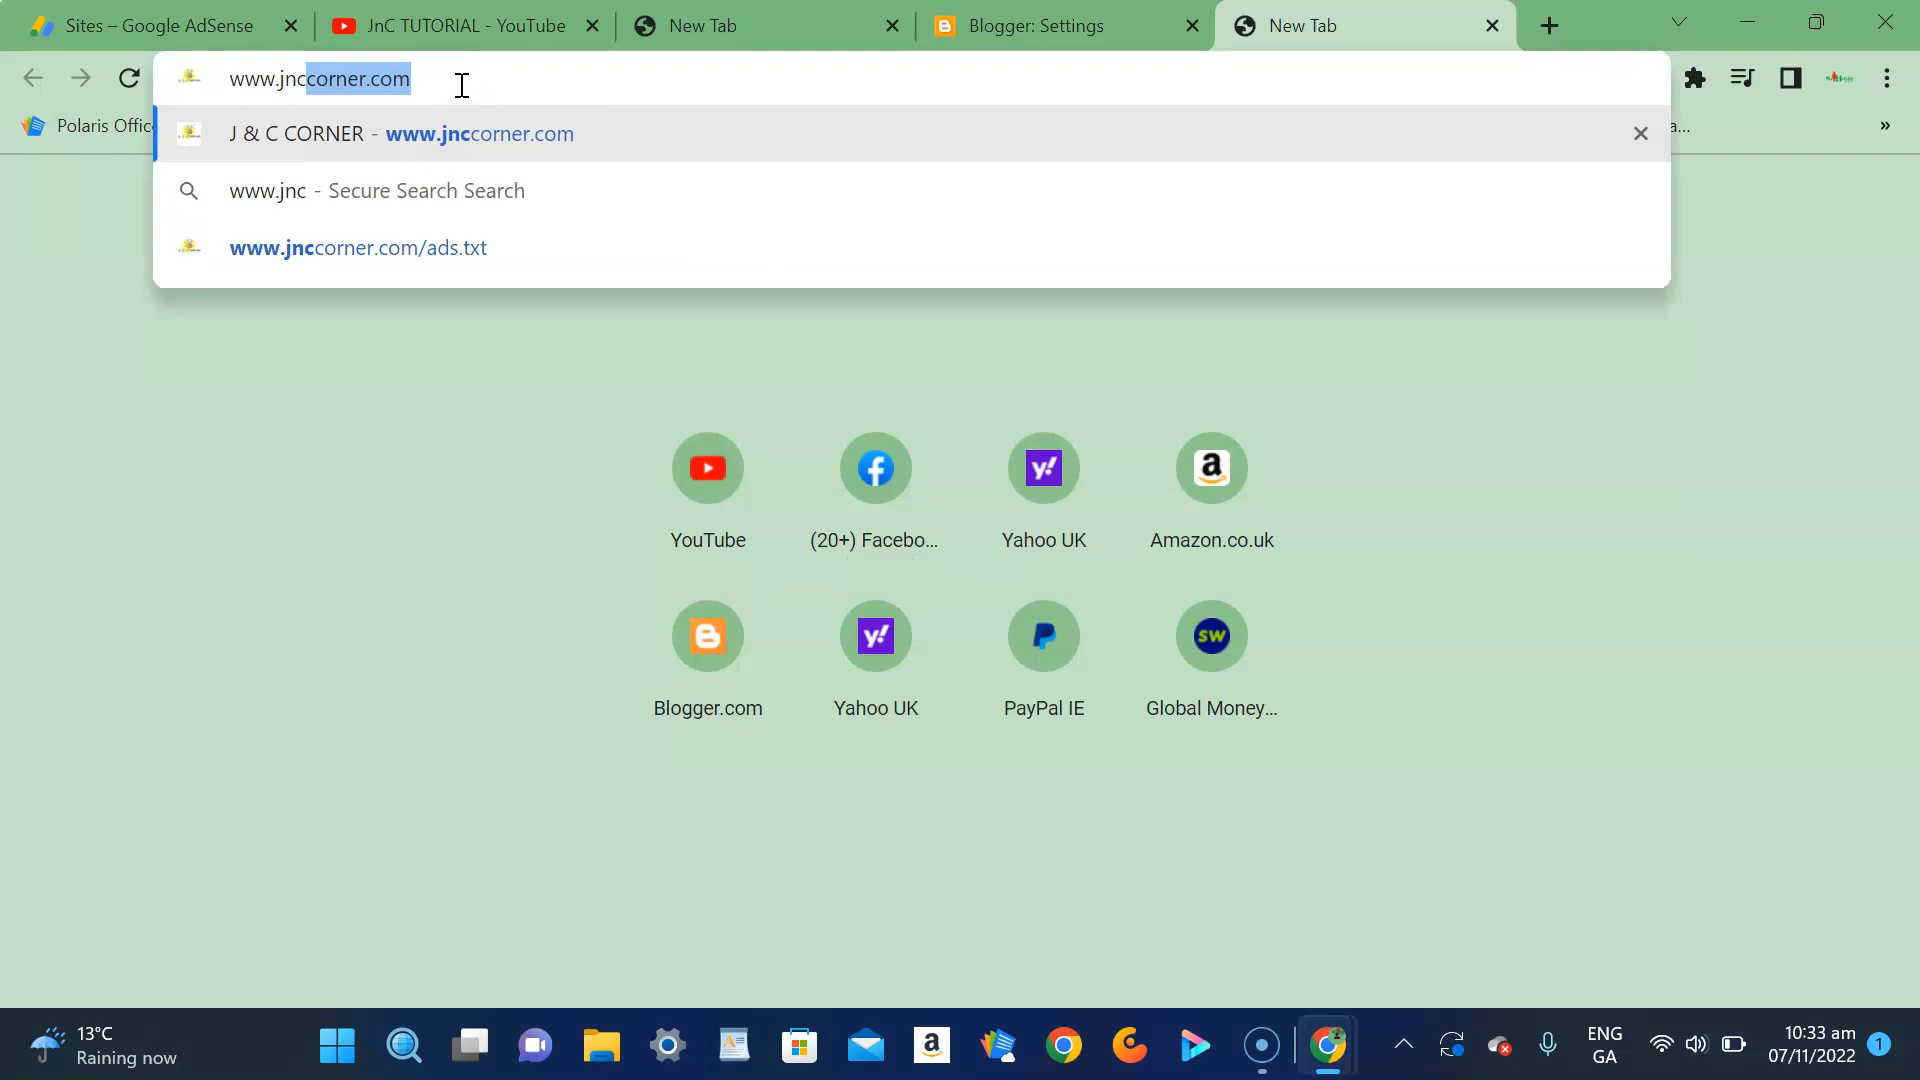 Sites – Google AdSense
JnC TUTORIAL - YouTube
New Tab
Blogger: Settings
New Tab
www.jnccorner.com
Polaris Offic
a...
»
J & C CORNER - www.jnccorner.com
www.jnc - Secure Search Search
www.jnccorner.com/ads.txt
YouTube
(20+) Facebo...
Yahoo UK
Amazon.co.uk
Blogger.com
Yahoo UK
PayPal IE
Global Money...
13°C
Raining now
ENG
GA
10:33 am
07/11/2022
1